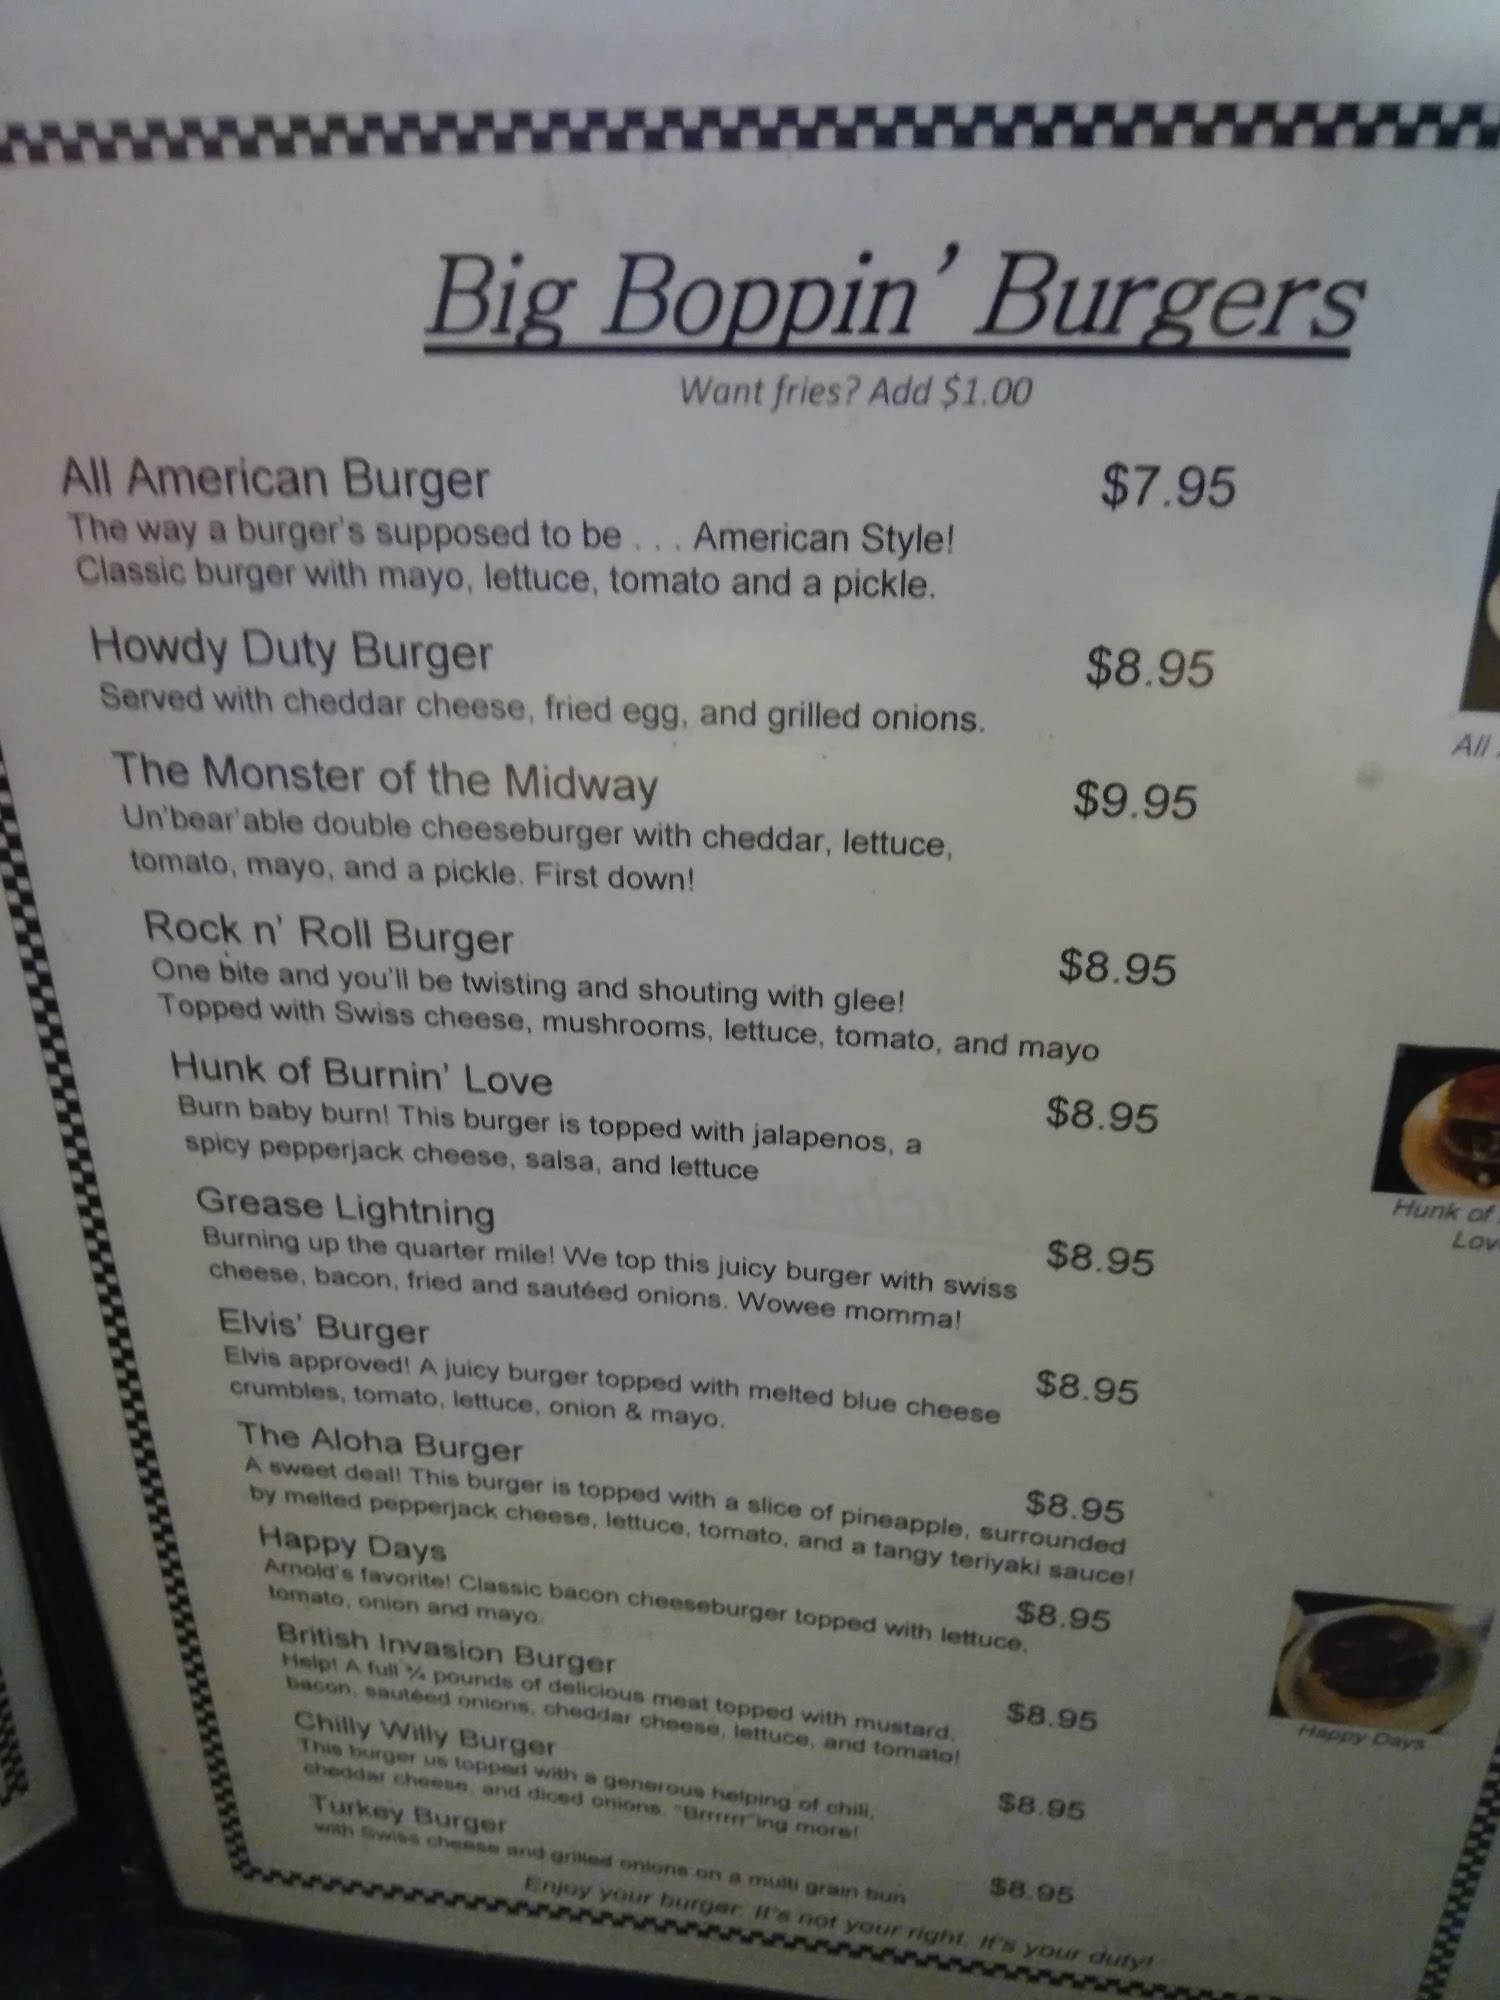 Big Boppin' Burgers
Want fries? Add $1.00
All American Burger $7.95
The way a burger's supposed to be . . . American Style!
Classic burger with mayo, lettuce, tomato and a pickle.
Howdy Duty Burger $8.95
Served with cheddar cheese, fried egg, and grilled onions.
All
The Monster of the Midway $9.95
Un'bear'able double cheeseburger with cheddar, lettuce,
tomato, mayo, and a pickle. First down!
Rock n' Roll Burger $8.95
One bite and you'll be twisting and shouting with glee!
Topped with Swiss cheese, mushrooms, lettuce, tomato, and mayo
Hunk of Burnin' Love $8.95
Burn baby burn! This burger is topped with jalapenos, a
spicy pepperjack cheese, salsa, and lettuce
Hunk of
Lov
Grease Lightning $8.95
Burning up the quarter mile! We top this juicy burger with swiss
cheese, bacon, fried and sautéed onions. Wowee momma!
Elvis' Burger $8.95
Elvis approved! A juicy burger topped with melted blue cheese
crumbles, tomato, lettuce, onion & mayo.
The Aloha Burger $8.95
A sweet deal! This burger is topped with a slice of pineapple, surrounded
by melted pepperjack cheese, lettuce, tomato, and a tangy teriyaki sauce!
Happy Days $8.95
Arnold's favorite! Classic bacon cheeseburger topped with lettuce,
tomato, onion and mayo.
Happy Days
British Invasion Burger $8.95
Help! A full ¾ pounds of delicious meat topped with mustard,
bacon, sautéed onions, cheddar cheese, lettuce, and tomato!
Chilly Willy Burger $8.95
This burger us topped with a generous helping of chili,
cheddar cheese, and diced onions. "Brrrrrr"ing more!
Turkey Burger $8.95
with Swiss cheese and grilled onions on a multi grain bun
Enjoy your burger. It's not your right. It's your duty!